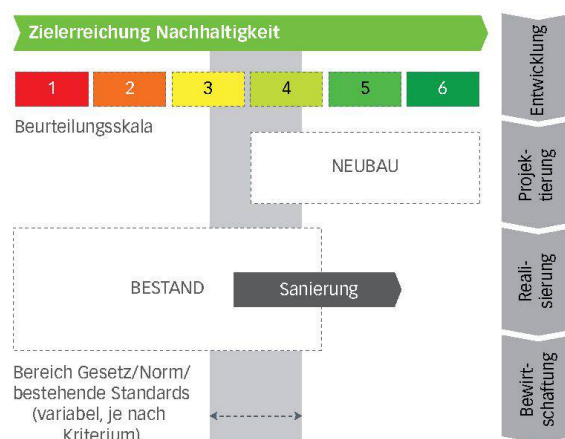 Zielerreichung Nachhaltigkeit
1 2 3 4 5 6
Beurteilungsskala
NEUBAU
BESTAND
Sanierung
Bereich Gesetz/Norm/
bestehende Standards
(variabel, je nach
Kriterium)
Entwicklung
Projek-
tierung
Reali-
sierung
Bewirt-
schaftung